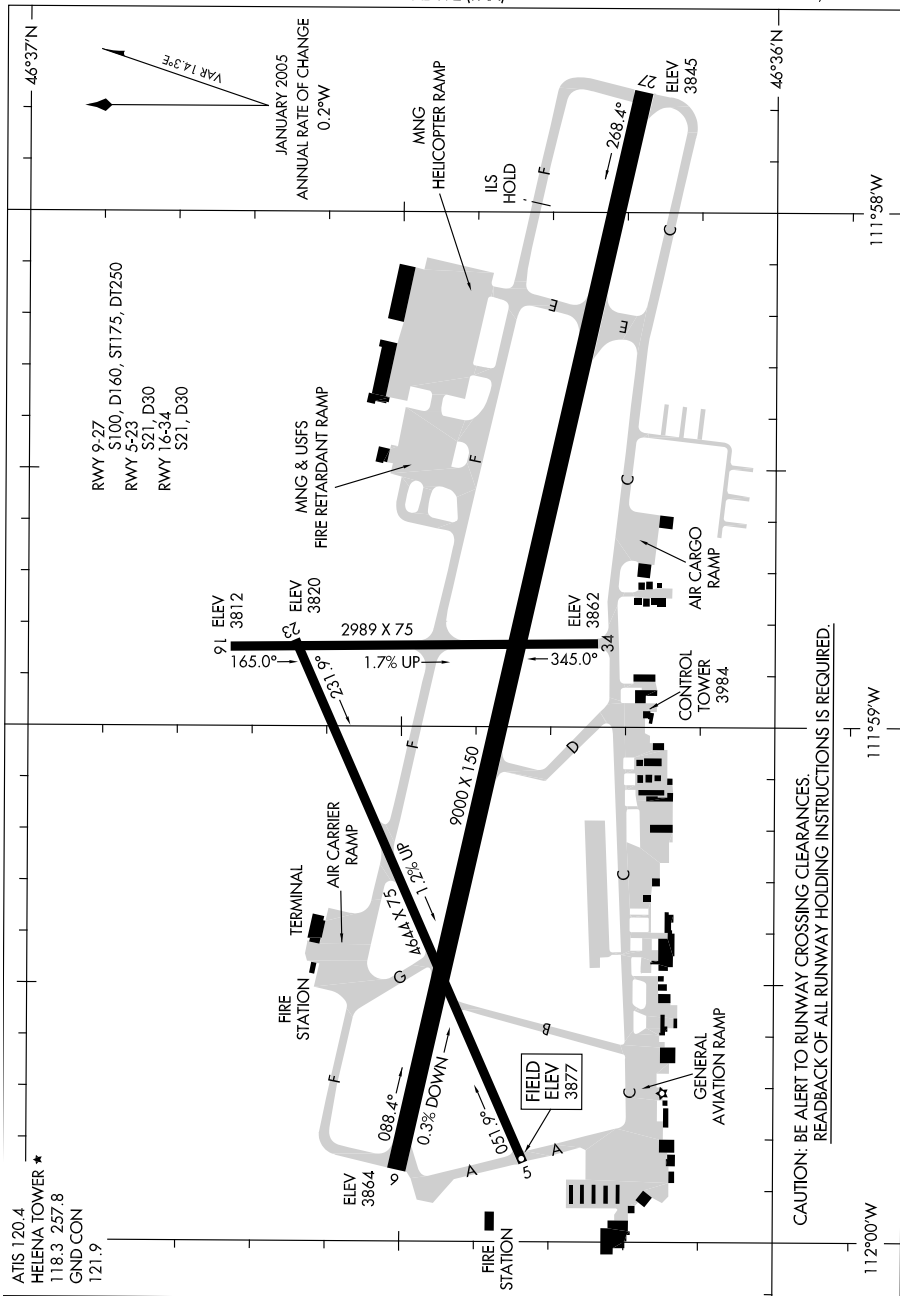 ATIS 120.4
HELENA TOWER ★
118.3 257.8
GND CON
121.9
RWY 9-27
S100, D160, ST175, DT250
RWY 5-23
S21, D30
RWY 16-34
S21, D30
JANUARY 2005
ANNUAL RATE OF CHANGE
0.2°W
VAR 14.3°E
46°37'N
46°36'N
FIRE
STATION
TERMINAL
AIR CARRIER
RAMP
MNG & USFS
FIRE RETARDANT RAMP
MNG
HELICOPTER RAMP
ILS
HOLD
16
ELEV
3812
165.0°
23
ELEV
3820
231.9°
2989 X 75
1.7% UP
345.0°
34
ELEV
3862
ELEV
3864
9
088.4°
0.3% DOWN
9000 X 150
4644 X 75
1.2% UP
268.4°
27
ELEV
3845
FIELD
ELEV
3877
5
051.9°
FIRE
STATION
A
A
B
C
C
C
C
D
E
E
F
F
F
F
G
GENERAL
AVIATION RAMP
CONTROL
TOWER
3984
AIR CARGO
RAMP
CAUTION: BE ALERT TO RUNWAY CROSSING CLEARANCES.
READBACK OF ALL RUNWAY HOLDING INSTRUCTIONS IS REQUIRED.
112°00'W
111°59'W
111°58'W